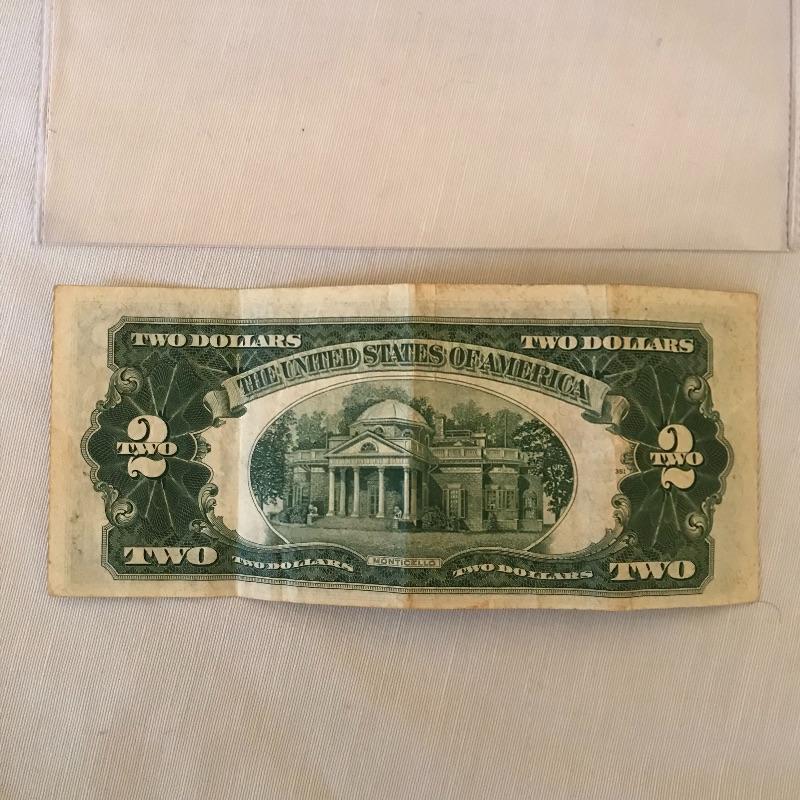 TWO DOLLARS TWO DOLLARS
THE UNITED STATES OF AMERICA
2 2
TWO TWO
TWO TWO DOLLARS MONTICELLO TWO DOLLARS TWO